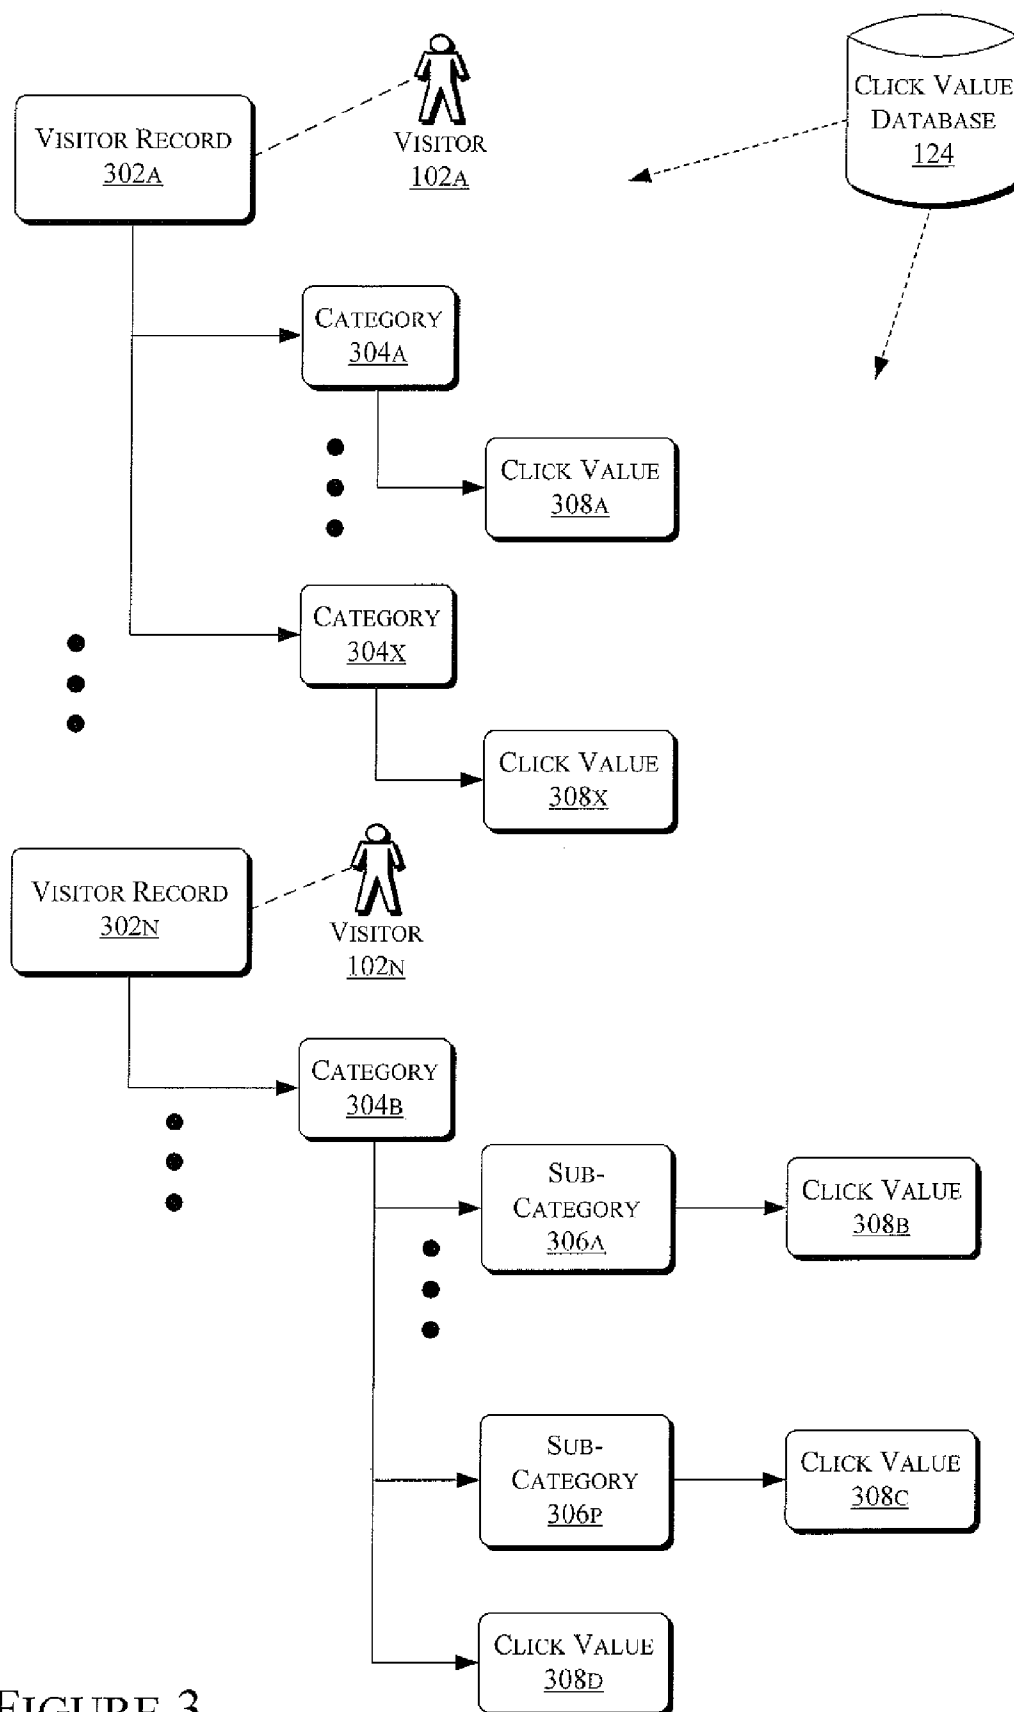 VISITOR RECORD
302A
VISITOR
102A
CLICK VALUE
DATABASE
124
CATEGORY
304A
CLICK VALUE
308A
CATEGORY
304X
CLICK VALUE
308X
VISITOR RECORD
302N
VISITOR
102N
CATEGORY
304B
SUB-
CATEGORY
306A
CLICK VALUE
308B
SUB-
CATEGORY
306P
CLICK VALUE
308C
CLICK VALUE
308D
FIGURE 3